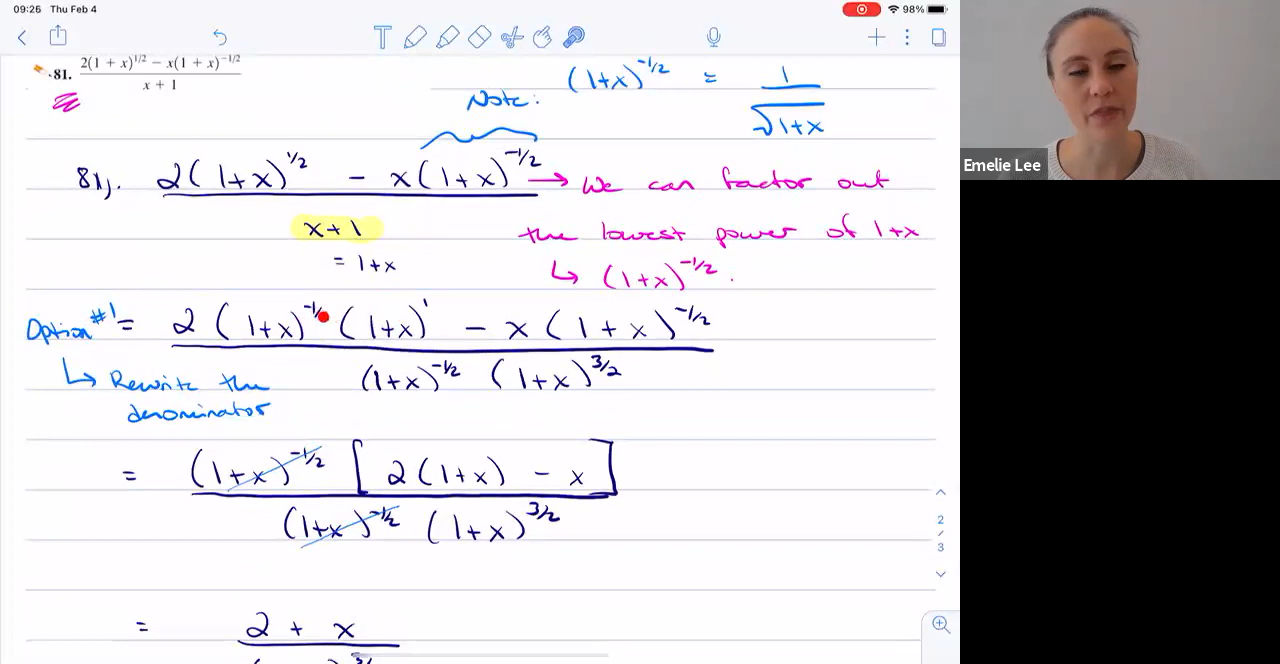 09:26 Thu Feb 4
98%
81. 2(1 + x)^1/2 − x(1 + x)^−1/2
x + 1
Note: (1+x)^-1/2 = 1
√1+x
81). 2(1+x)^1/2 - x(1+x)^-1/2 → We can factor out
x+1 the lowest power of 1+x
= 1+x ↳ (1+x)^-1/2.
Option #1 = 2(1+x)^-1/2 (1+x)^1 - x(1+x)^-1/2
↳ Rewrite the (1+x)^-1/2 (1+x)^3/2
denominator
= (1+x)^-1/2 [2(1+x) - x]
(1+x)^-1/2 (1+x)^3/2
= 2 + x
Emelie Lee
2/3